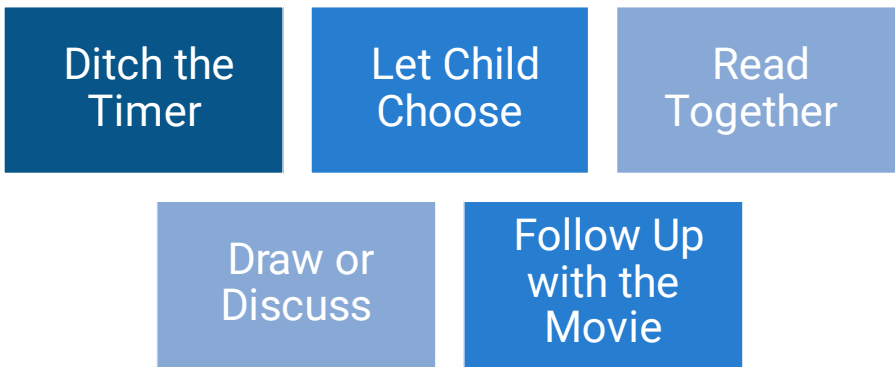 Ditch the
Timer
Let Child
Choose
Read
Together
Draw or
Discuss
Follow Up
with the
Movie